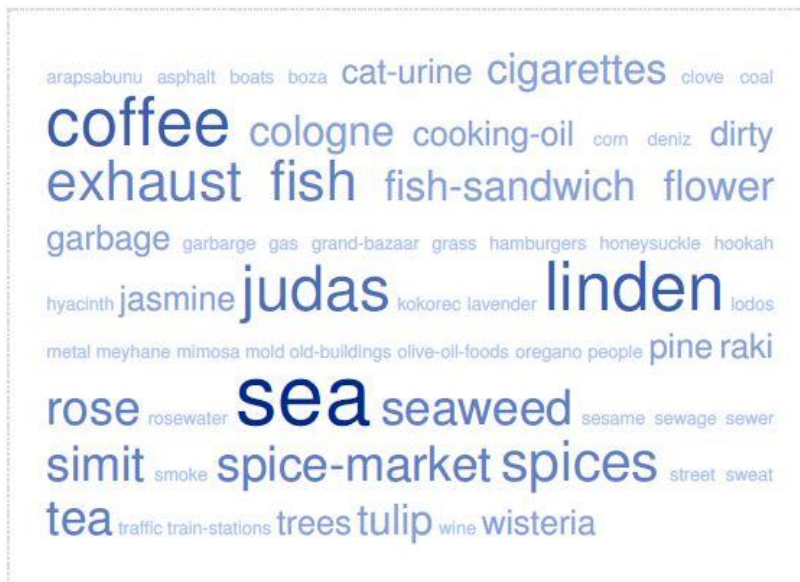 arapsabunu asphalt boats boza cat-urine cigarettes clove coal
coffee cologne cooking-oil corn deniz dirty
exhaust fish fish-sandwich flower
garbage garbarge gas grand-bazaar grass hamburgers honeysuckle hookah
hyacinth jasmine judas kokorec lavender linden lodos
metal meyhane mimosa mold old-buildings olive-oil-foods oregano people pine raki
rose rosewater sea seaweed sesame sewage sewer
simit smoke spice-market spices street sweat
tea traffic train-stations trees tulip wine wisteria